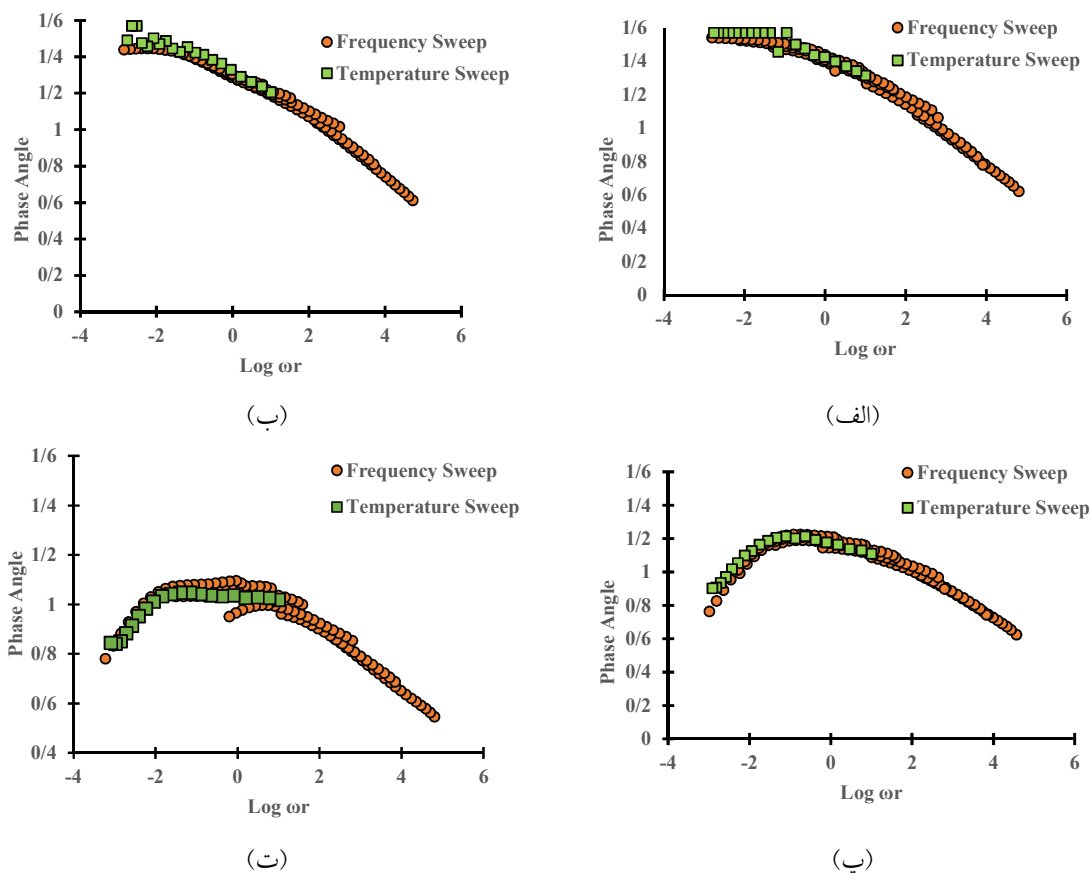 1/6
1/4
1/2
1
0/8
0/6
0/4
0/2
0
Phase Angle
-4
-2
0
2
4
6
Log ωr
Frequency Sweep
Temperature Sweep
(ب)
1/6
1/4
1/2
1
0/8
0/6
0/4
0/2
0
Phase Angle
-4
-2
0
2
4
6
Log ωr
Frequency Sweep
Temperature Sweep
(الف)
1/6
1/4
1/2
1
0/8
0/6
0/4
Phase Angle
-4
-2
0
2
4
6
Log ωr
Frequency Sweep
Temperature Sweep
(ت)
1/6
1/4
1/2
1
0/8
0/6
0/4
0/2
0
Phase Angle
-4
-2
0
2
4
6
Log ωr
Frequency Sweep
Temperature Sweep
(پ)